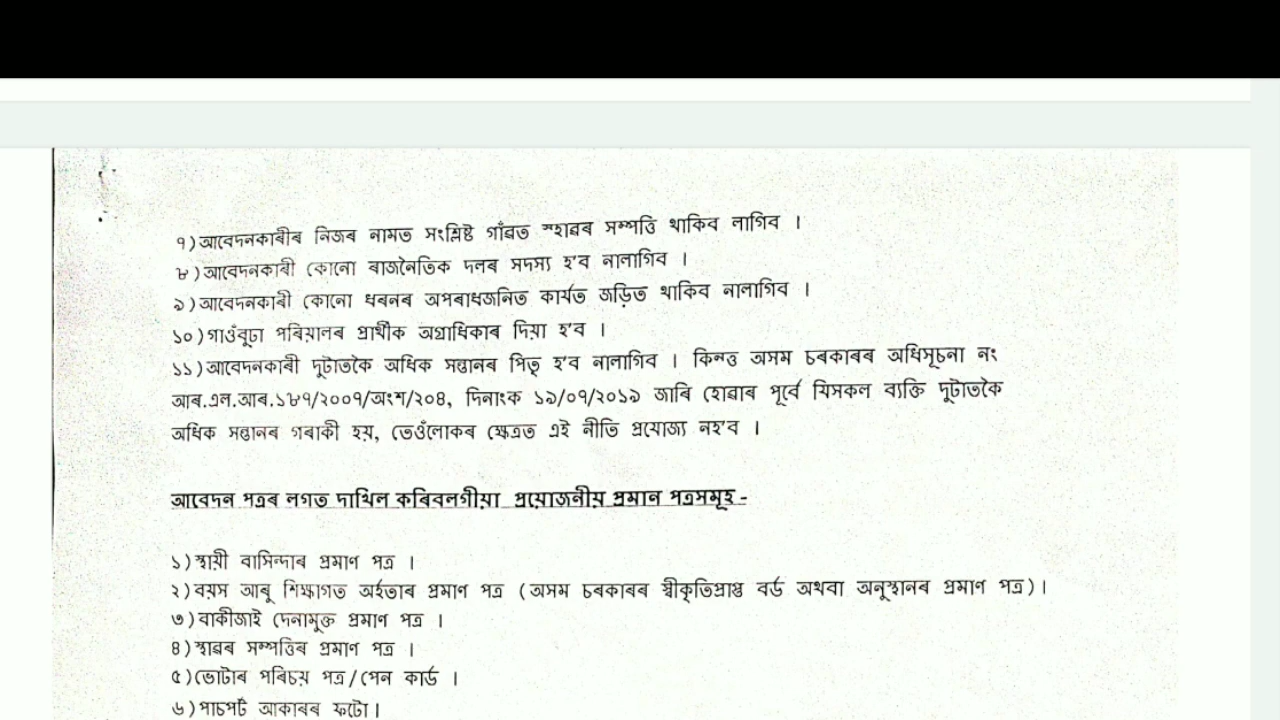 ৭)আবেদনকাৰীৰ নিজৰ নামত সংশ্লিষ্ট গাঁৱত স্হাৱৰ সম্পত্তি থাকিব লাগিব ।
৮)আবেদনকাৰী কোনো ৰাজনৈতিক দলৰ সদস্য হ'ব নালাগিব ।
৯)আবেদনকাৰী কোনো ধৰনৰ অপৰাধজনিত কাৰ্যত জড়িত থাকিব নালাগিব ।
১০)গাওঁবুঢা পৰিয়ালৰ প্ৰাৰ্থীক অগ্ৰাধিকাৰ দিয়া হ'ব ।
১১)আবেদনকাৰী দুটাতকৈ অধিক সন্তানৰ পিতৃ হ'ব নালাগিব । কিন্তু অসম চৰকাৰৰ অধিসূচনা নং
আৰ.এল.আৰ.১৮৭/২০০৭/অংশ/২০৪, দিনাংক ১৯/০৭/২০১৯ জাৰি হোৱাৰ পূৰ্বে যিসকল ব্যক্তি দুটাতকৈ
অধিক সন্তানৰ গৰাকী হয়, তেওঁলোকৰ ক্ষেত্ৰত এই নীতি প্ৰযোজ্য নহ'ব ।
আবেদন পত্ৰৰ লগত দাখিল কৰিবলগীয়া প্ৰয়োজনীয় প্ৰমান পত্ৰসমূহ -
১)স্থায়ী বাসিন্দাৰ প্ৰমাণ পত্ৰ ।
২)বয়স আৰু শিক্ষাগত অৰ্হতাৰ প্ৰমাণ পত্ৰ (অসম চৰকাৰৰ স্বীকৃতিপ্ৰাপ্ত বৰ্ড অথবা অনুস্থানৰ প্ৰমাণ পত্ৰ)।
৩)বাকীজাই দেনামুক্ত প্ৰমাণ পত্ৰ ।
৪)স্থাৱৰ সম্পত্তিৰ প্ৰমাণ পত্ৰ ।
৫)ভোটাৰ পৰিচয় পত্ৰ/পেন কাৰ্ড ।
৬)পাচপৰ্ট আকাৰৰ ফটো।